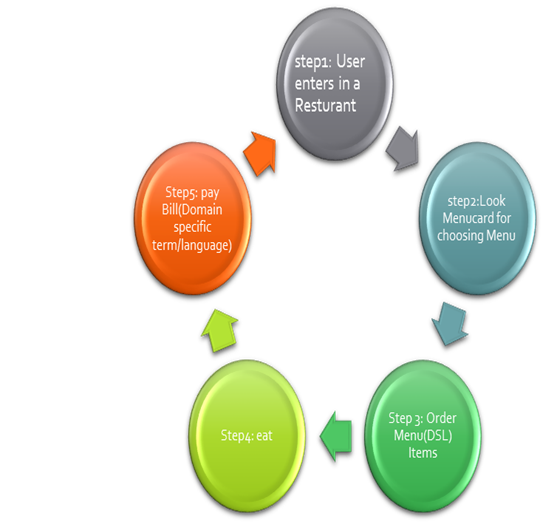 step1: User
enters in a
Resturant
step2:Look
Menucard for
choosing Menu
Step 3: Order
Menu(DSL)
Items
Step4: eat
Step5: pay
Bill(Domain
specific
term/language)